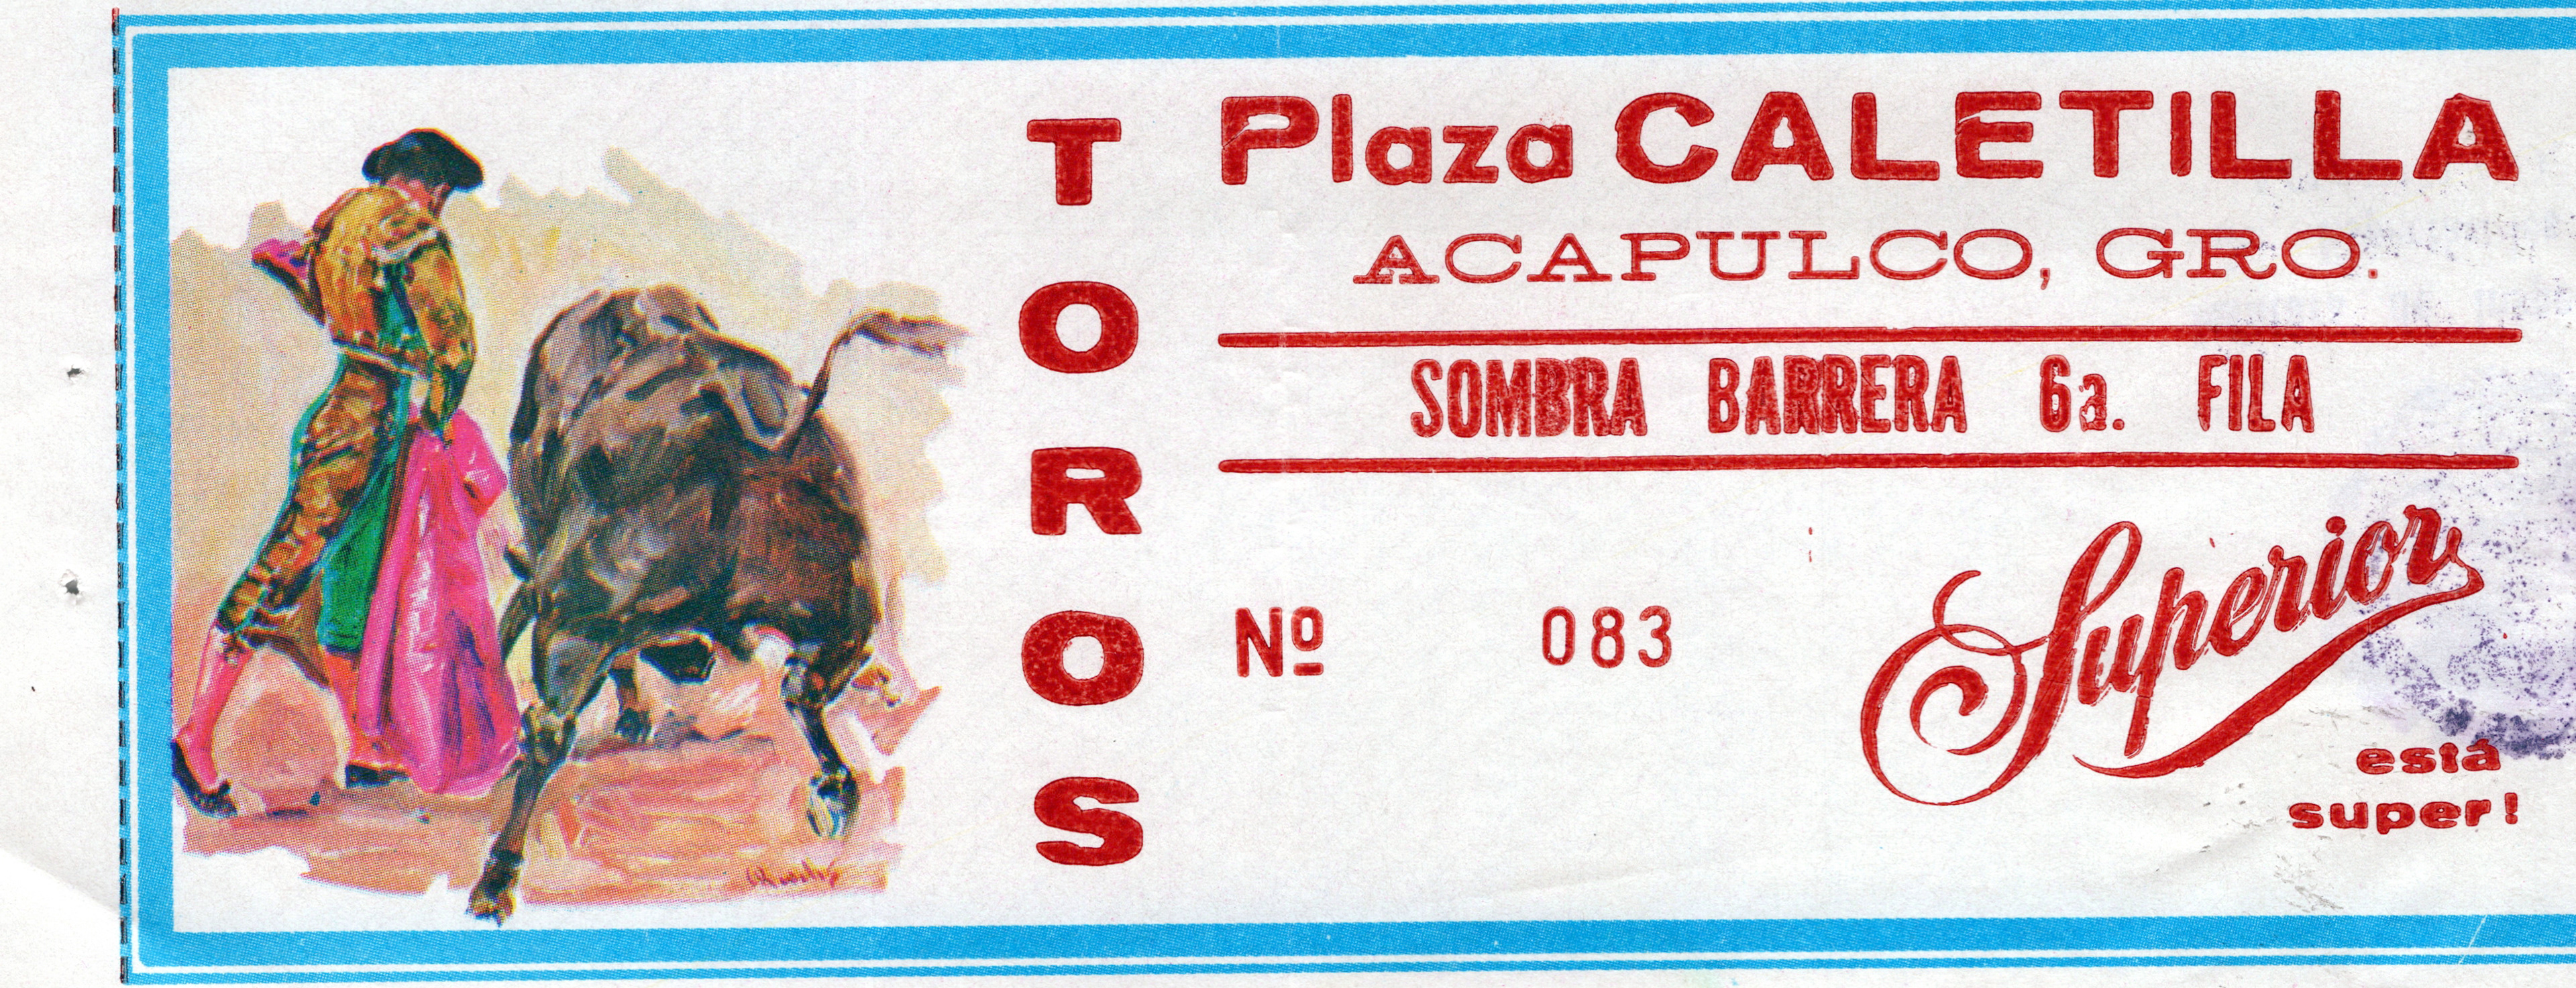 TOROS
Plaza CALETILLA
ACAPULCO, GRO.
SOMBRA BARRERA 6a. FILA
Nº 083
Superior
está
super!